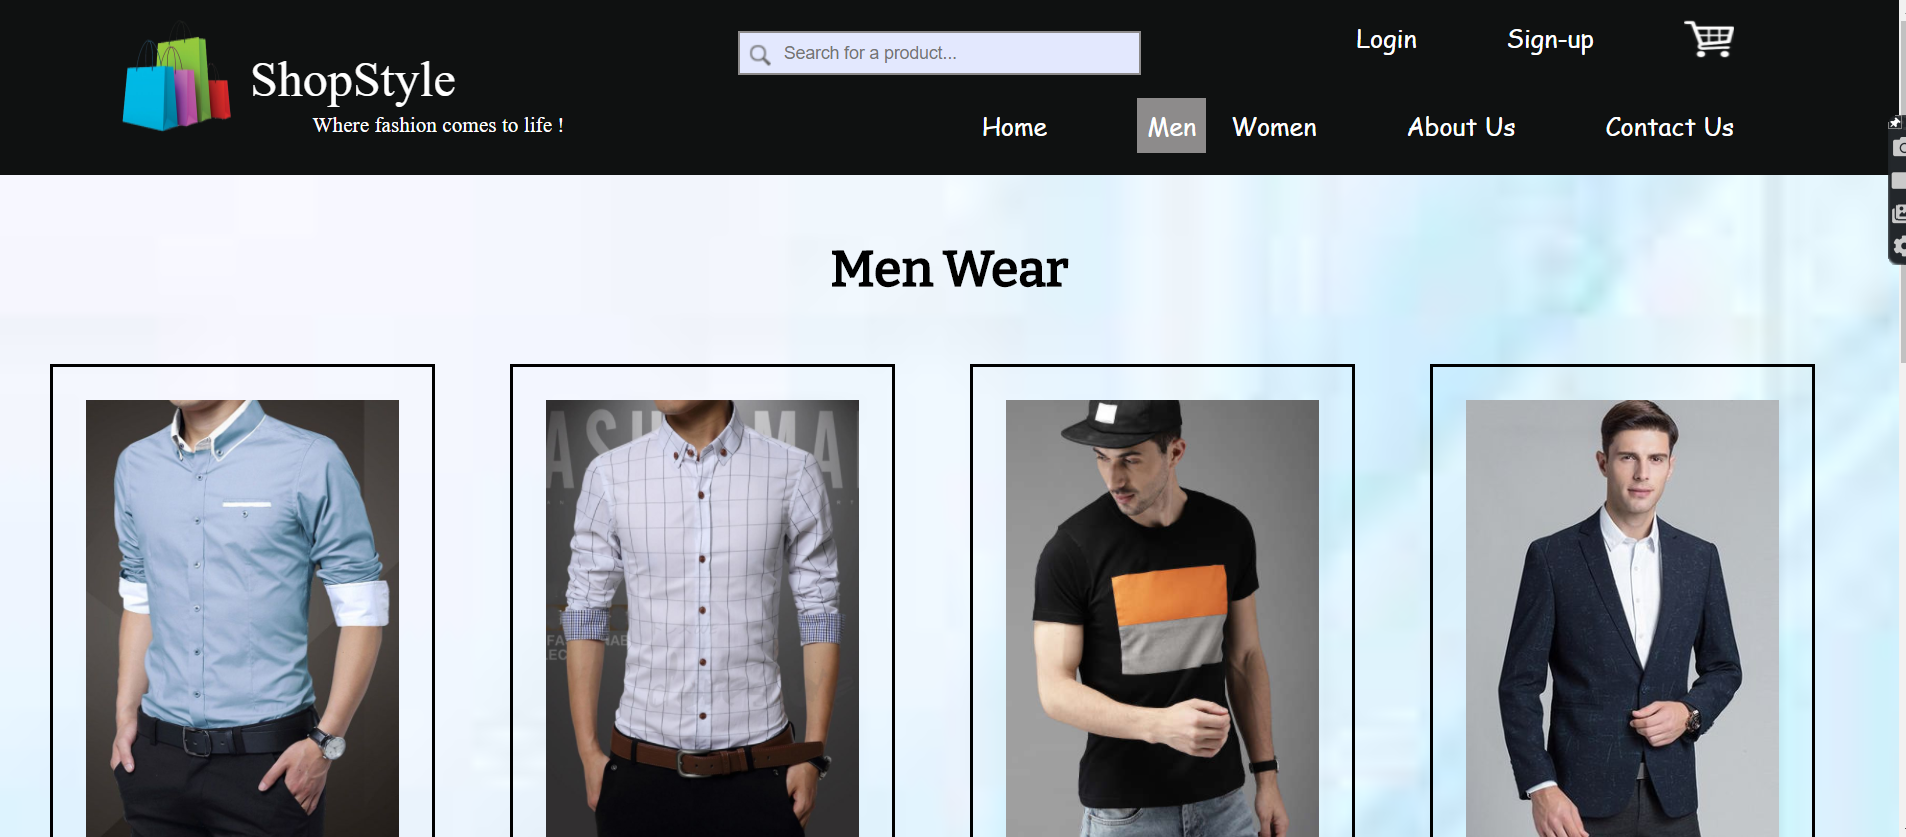 ShopStyle
Where fashion comes to life !
Search for a product...
Login Sign-up
Home Men Women About Us Contact Us
Men Wear